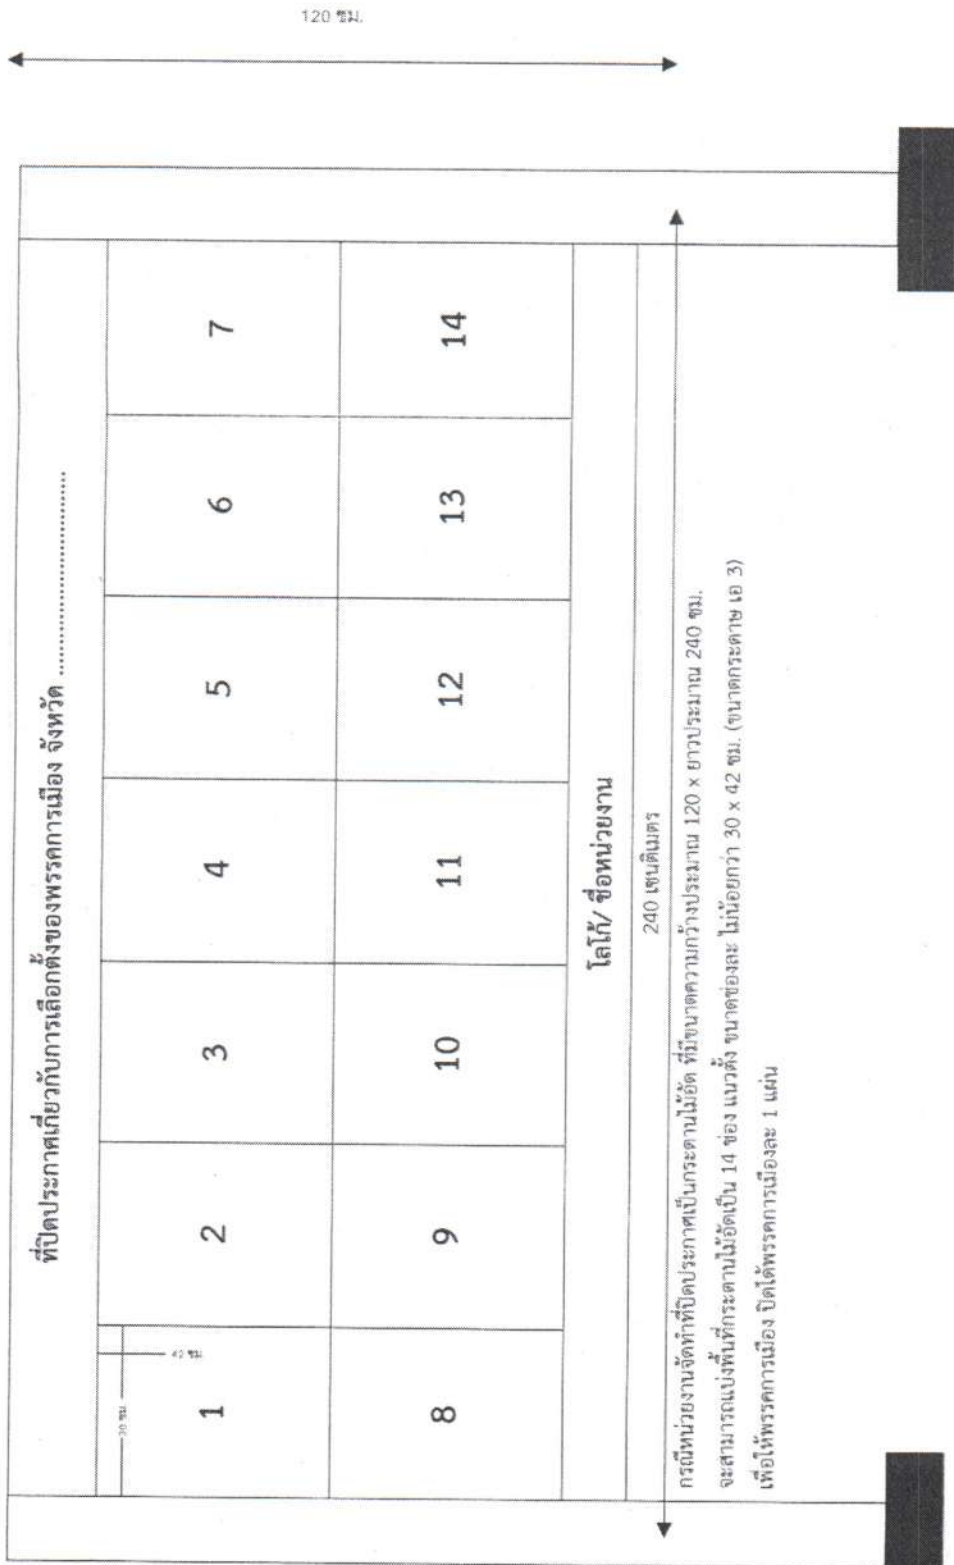 120 ซม.
ที่ปิดประกาศเกี่ยวกับการเลือกตั้งของพรรคการเมือง จังหวัด ..........................................
30 ซม.
42 ซม.
1 2 3 4 5 6 7
8 9 10 11 12 13 14
โลโก้/ ชื่อหน่วยงาน
240 เซนติเมตร
กรณีหน่วยงานจัดทำที่ปิดประกาศเป็นกระดานไม้อัด ที่มีขนาดความกว้างประมาณ 120 x ยาวประมาณ 240 ซม.
จะสามารถแบ่งพื้นที่กระดานไม้อัดเป็น 14 ช่อง แนวตั้ง ขนาดช่องละ ไม่น้อยกว่า 30 x 42 ซม. (ขนาดกระดาษ เอ 3)
เพื่อให้พรรคการเมือง ปิดได้พรรคการเมืองละ 1 แผ่น